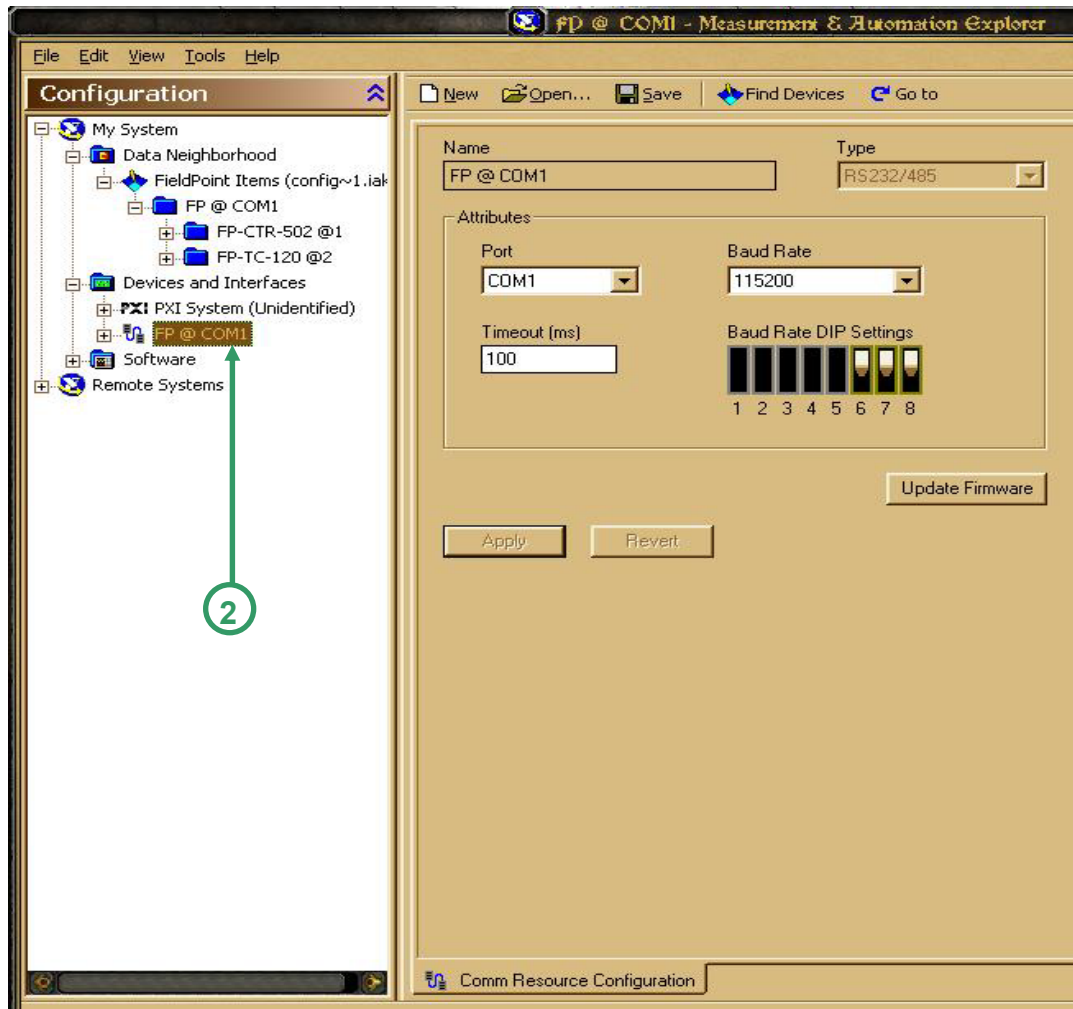 FP @ COM1 - Measurement & Automation Explorer
File Edit View Tools Help
Configuration
New Open... Save Find Devices Go to
My System
Data Neighborhood
FieldPoint Items (config~1.iak
FP @ COM1
FP-CTR-502 @1
FP-TC-120 @2
Devices and Interfaces
PXI PXI System (Unidentified)
FP @ COM1
Software
Remote Systems
2
Name Type
FP @ COM1 RS232/485
Attributes
Port Baud Rate
COM1 115200
Timeout (ms) Baud Rate DIP Settings
100
1 2 3 4 5 6 7 8
Update Firmware
Apply Revert
Comm Resource Configuration